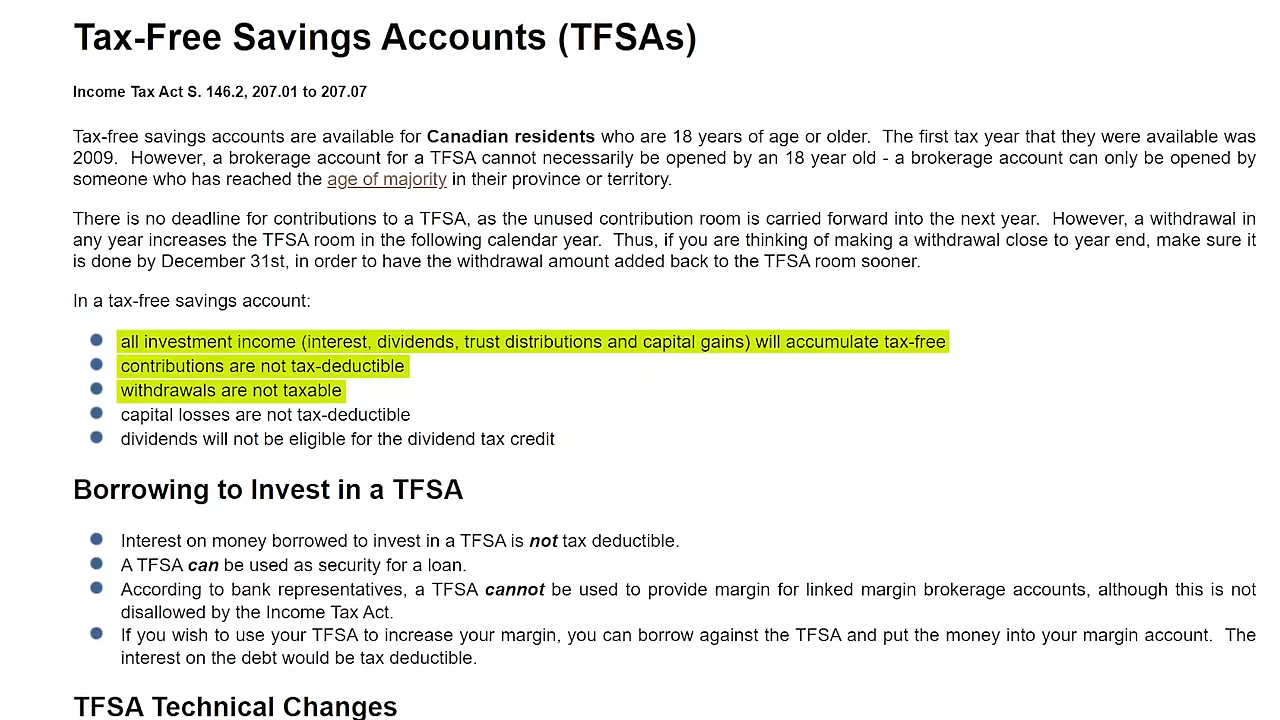 Tax-Free Savings Accounts (TFSAs)
Income Tax Act S. 146.2, 207.01 to 207.07
Tax-free savings accounts are available for Canadian residents who are 18 years of age or older. The first tax year that they were available was
2009. However, a brokerage account for a TFSA cannot necessarily be opened by an 18 year old - a brokerage account can only be opened by
someone who has reached the age of majority in their province or territory.
There is no deadline for contributions to a TFSA, as the unused contribution room is carried forward into the next year. However, a withdrawal in
any year increases the TFSA room in the following calendar year. Thus, if you are thinking of making a withdrawal close to year end, make sure it
is done by December 31st, in order to have the withdrawal amount added back to the TFSA room sooner.
In a tax-free savings account:
all investment income (interest, dividends, trust distributions and capital gains) will accumulate tax-free
contributions are not tax-deductible
withdrawals are not taxable
capital losses are not tax-deductible
dividends will not be eligible for the dividend tax credit
Borrowing to Invest in a TFSA
Interest on money borrowed to invest in a TFSA is not tax deductible.
A TFSA can be used as security for a loan.
According to bank representatives, a TFSA cannot be used to provide margin for linked margin brokerage accounts, although this is not
disallowed by the Income Tax Act.
If you wish to use your TFSA to increase your margin, you can borrow against the TFSA and put the money into your margin account. The
interest on the debt would be tax deductible.
TFSA Technical Changes